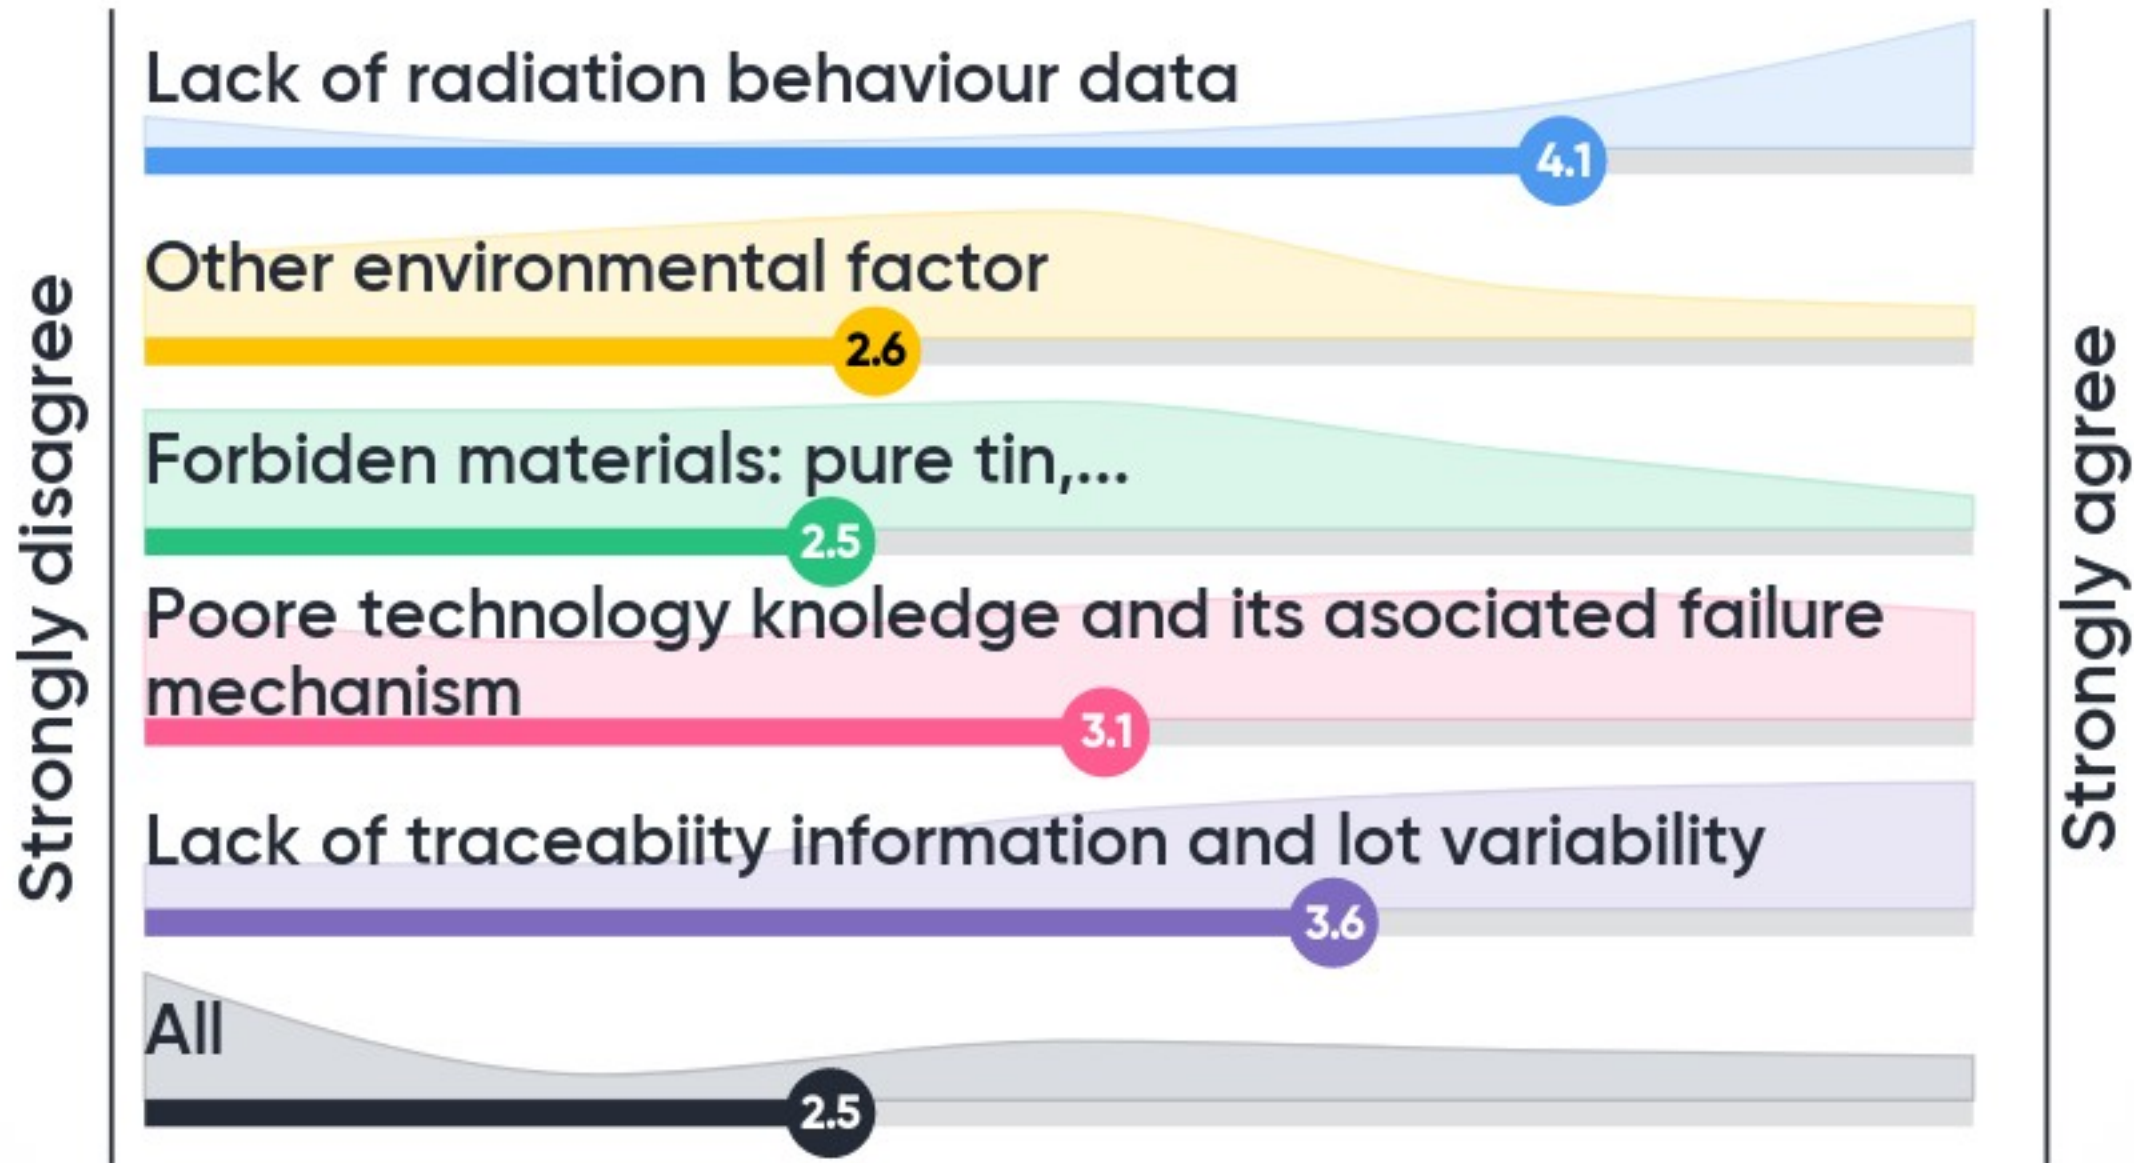 Strongly disagree
Lack of radiation behaviour data
4.1
Other environmental factor
2.6
Forbiden materials: pure tin,...
2.5
Poore technology knoledge and its asociated failure
mechanism
3.1
Lack of traceabiity information and lot variability
3.6
All
2.5
Strongly agree